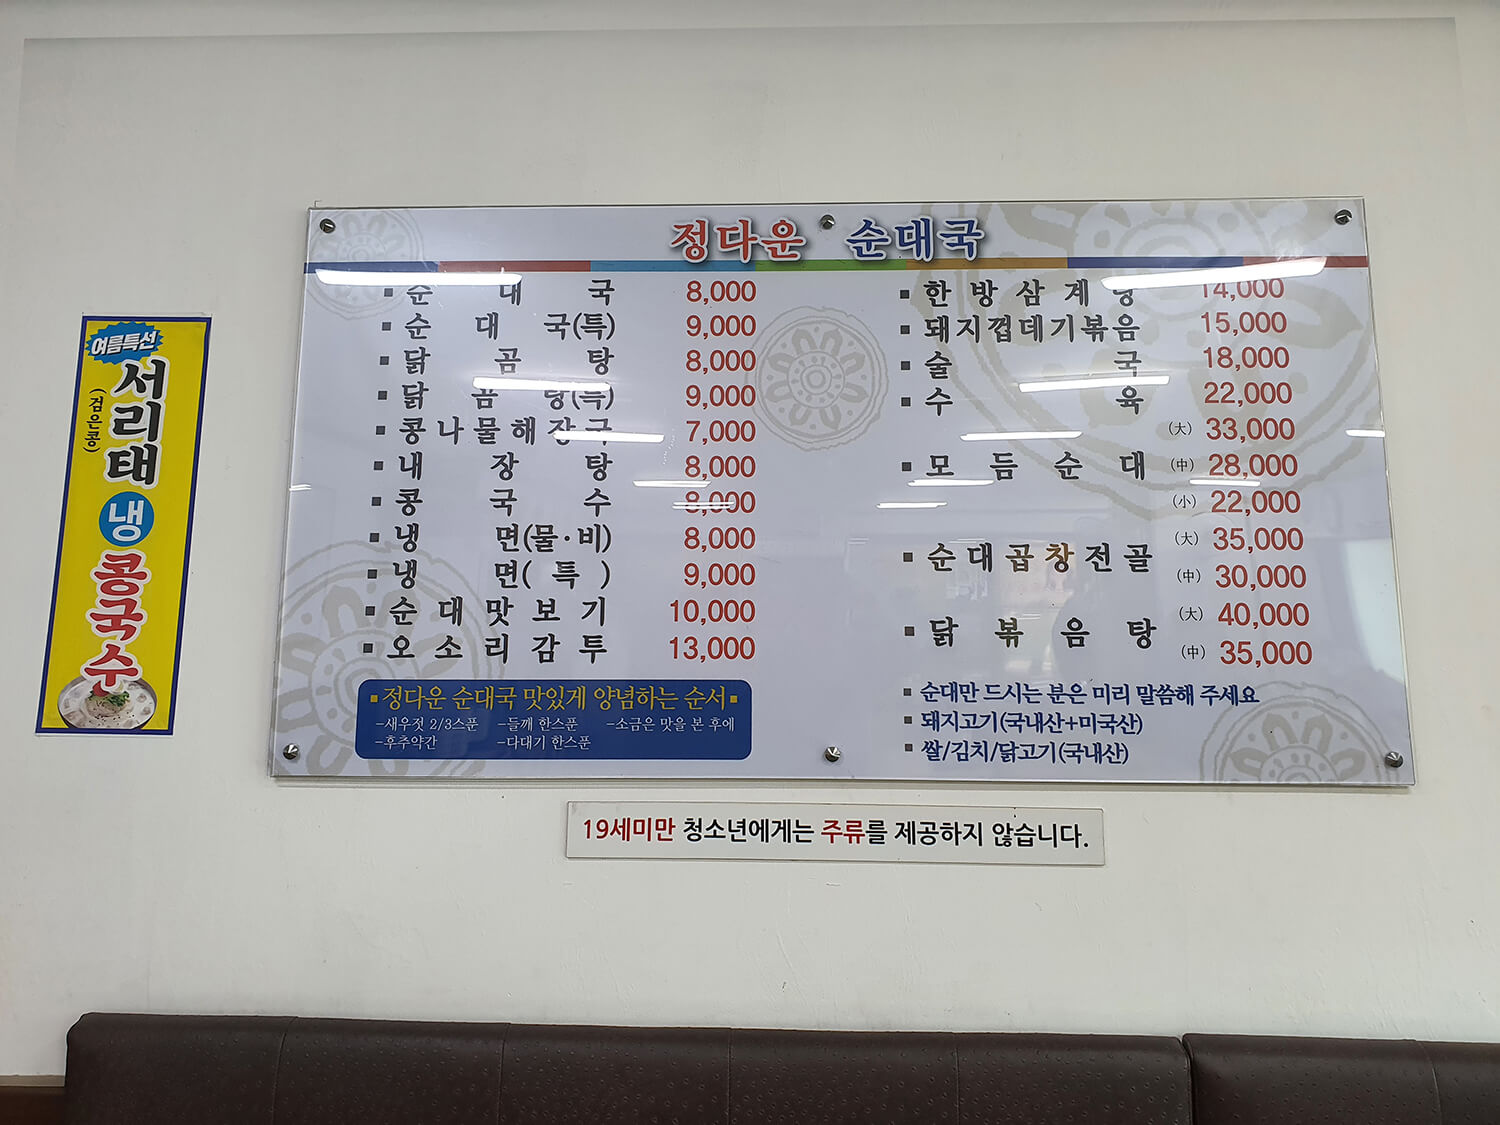 여름특선
서리태
(검은콩)
냉
콩국수
정다운 순대국
▪ 순대국 8,000
▪ 순대국(특) 9,000
▪ 닭곰탕 8,000
▪ 닭곰탕(특) 9,000
▪ 콩나물해장국 7,000
▪ 내장탕 8,000
▪ 콩국수 8,000
▪ 냉면(물·비) 8,000
▪ 냉면(특) 9,000
▪ 순대맛보기 10,000
▪ 오소리감투 13,000
▪정다운 순대국 맛있게 양념하는 순서▪
-새우젓 2/3스푼 -들깨 한스푼 -소금은 맛을 본 후에
-후추약간 -다대기 한스푼
▪ 한방삼계탕 14,000
▪ 돼지껍데기볶음 15,000
▪ 술국 18,000
▪ 수육 22,000
(大) 33,000
▪ 모듬순대 (中) 28,000
(小) 22,000
(大) 35,000
▪ 순대곱창전골
(中) 30,000
(大) 40,000
▪ 닭볶음탕
(中) 35,000
▪ 순대만 드시는 분은 미리 말씀해 주세요
▪ 돼지고기(국내산+미국산)
▪ 쌀/김치/닭고기(국내산)
19세미만 청소년에게는 주류를 제공하지 않습니다.